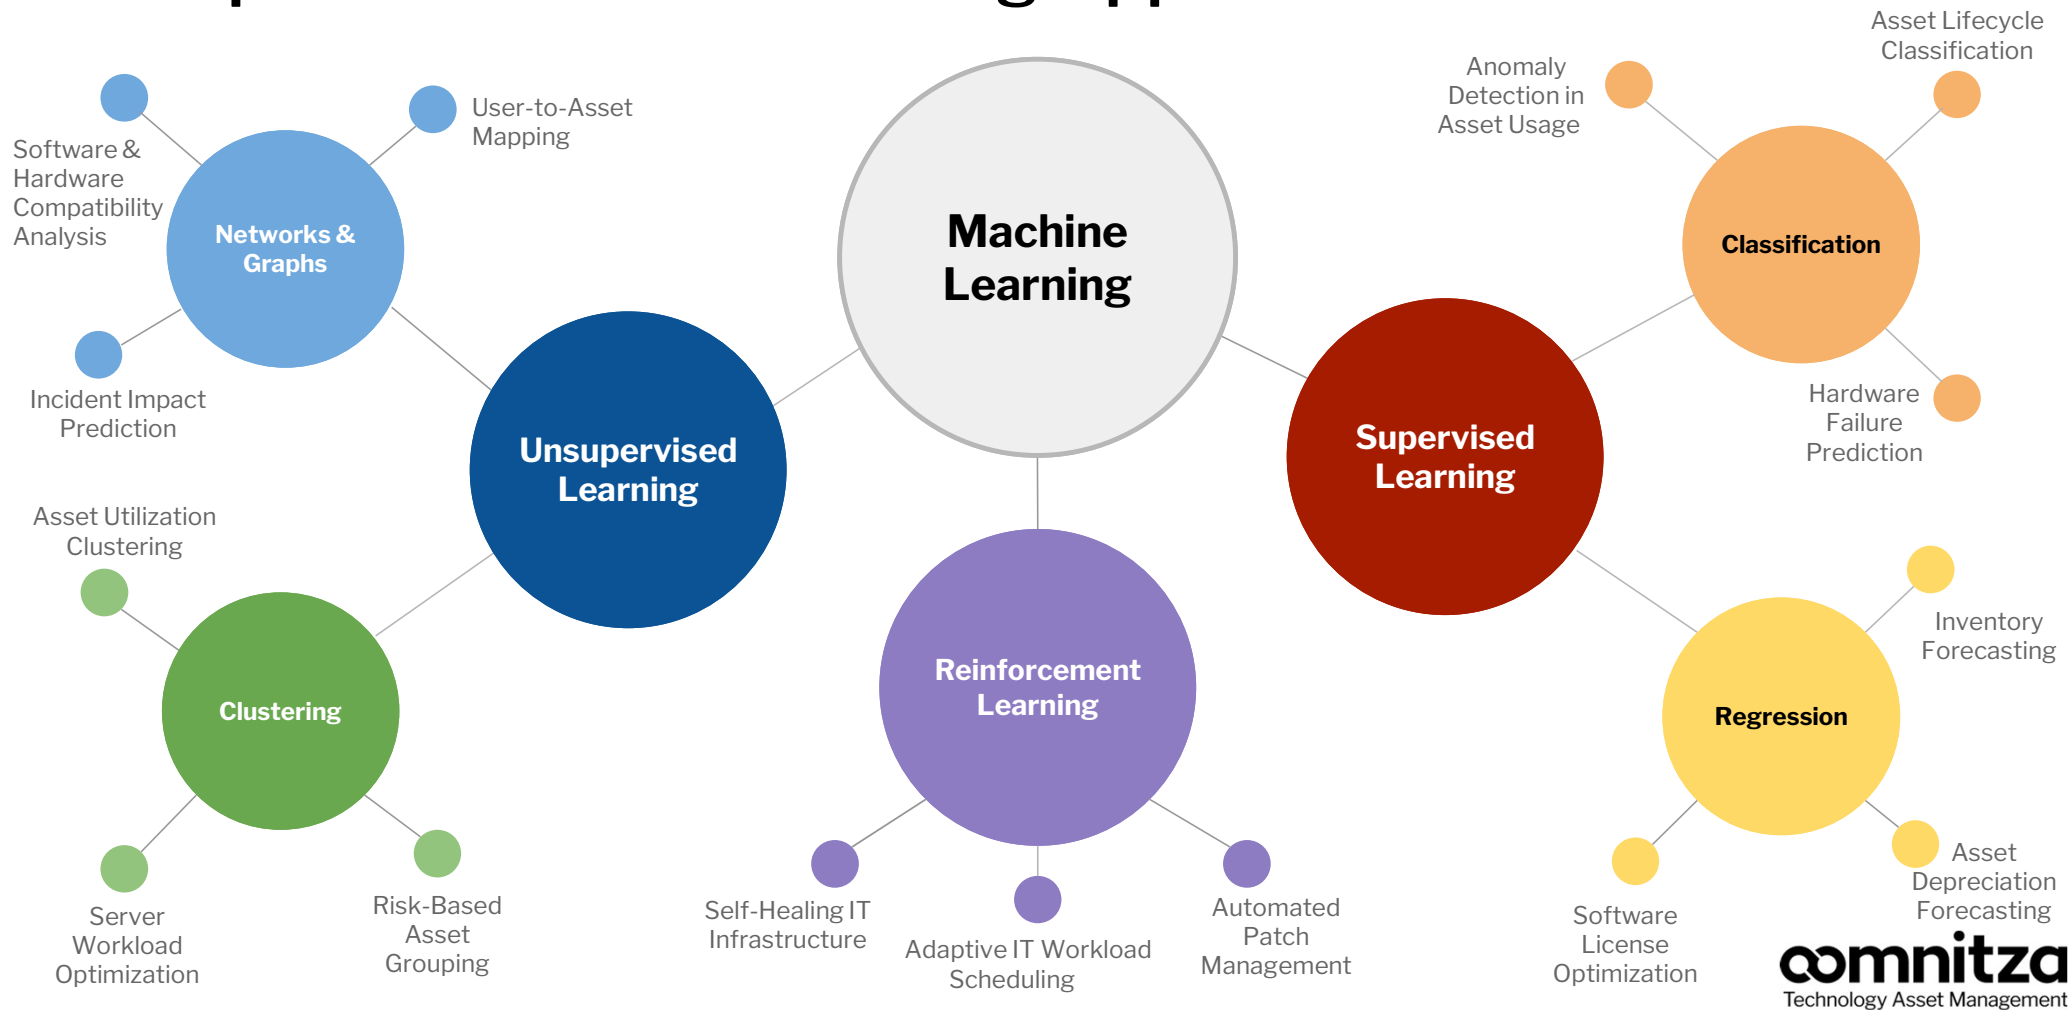 Asset Lifecycle
Classification
Anomaly
Detection in
Asset Usage
User-to-Asset
Mapping
Software &
Hardware
Compatibility
Analysis
Networks &
Graphs
Machine
Learning
Classification
Incident Impact
Prediction
Hardware
Failure
Prediction
Unsupervised
Learning
Supervised
Learning
Asset Utilization
Clustering
Inventory
Forecasting
Clustering
Reinforcement
Learning
Regression
Server
Workload
Optimization
Risk-Based
Asset
Grouping
Self-Healing IT
Infrastructure
Adaptive IT Workload
Scheduling
Automated
Patch
Management
Software
License
Optimization
Asset
Depreciation
Forecasting
oomnitza
Technology Asset Management